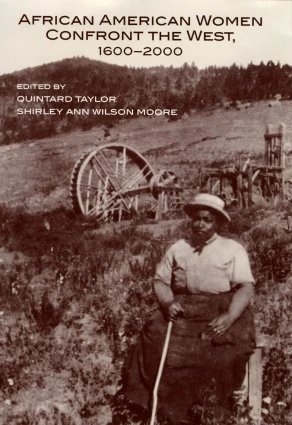 AFRICAN AMERICAN WOMEN
CONFRONT THE WEST,
1600–2000
EDITED BY
QUINTARD TAYLOR
SHIRLEY ANN WILSON MOORE